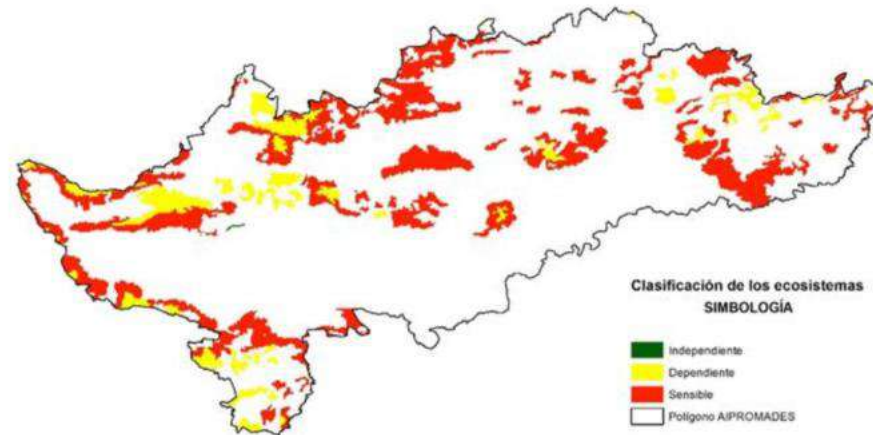 Clasificación de los ecosistemas
SIMBOLOGÍA
Independiente
Dependiente
Sensible
Polígono AIPROMADES